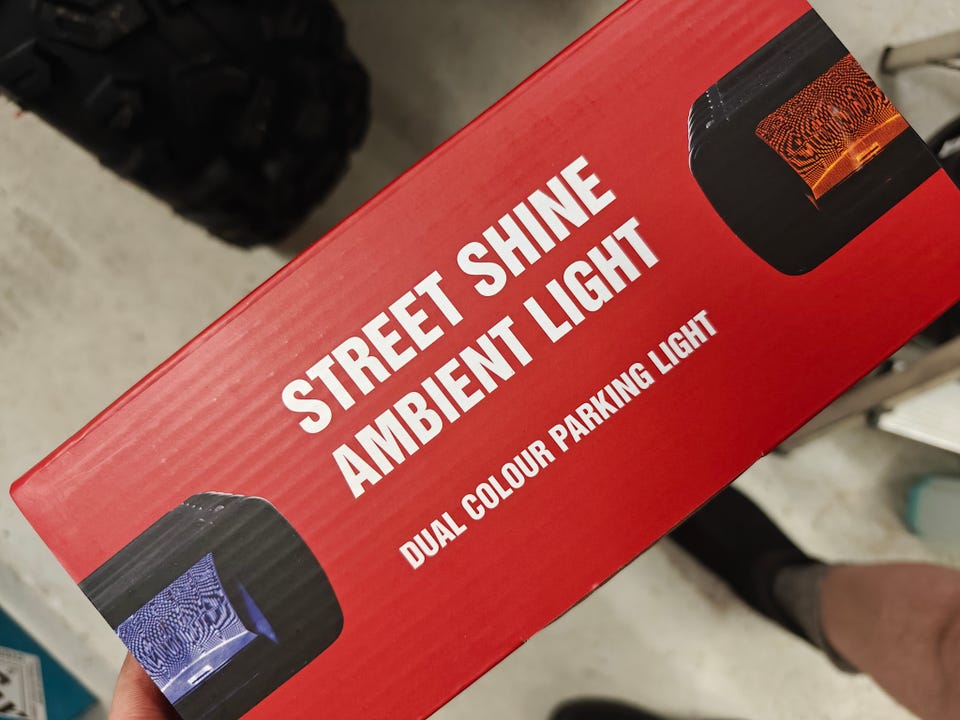 STREET SHINE
AMBIENT LIGHT
DUAL COLOUR PARKING LIGHT